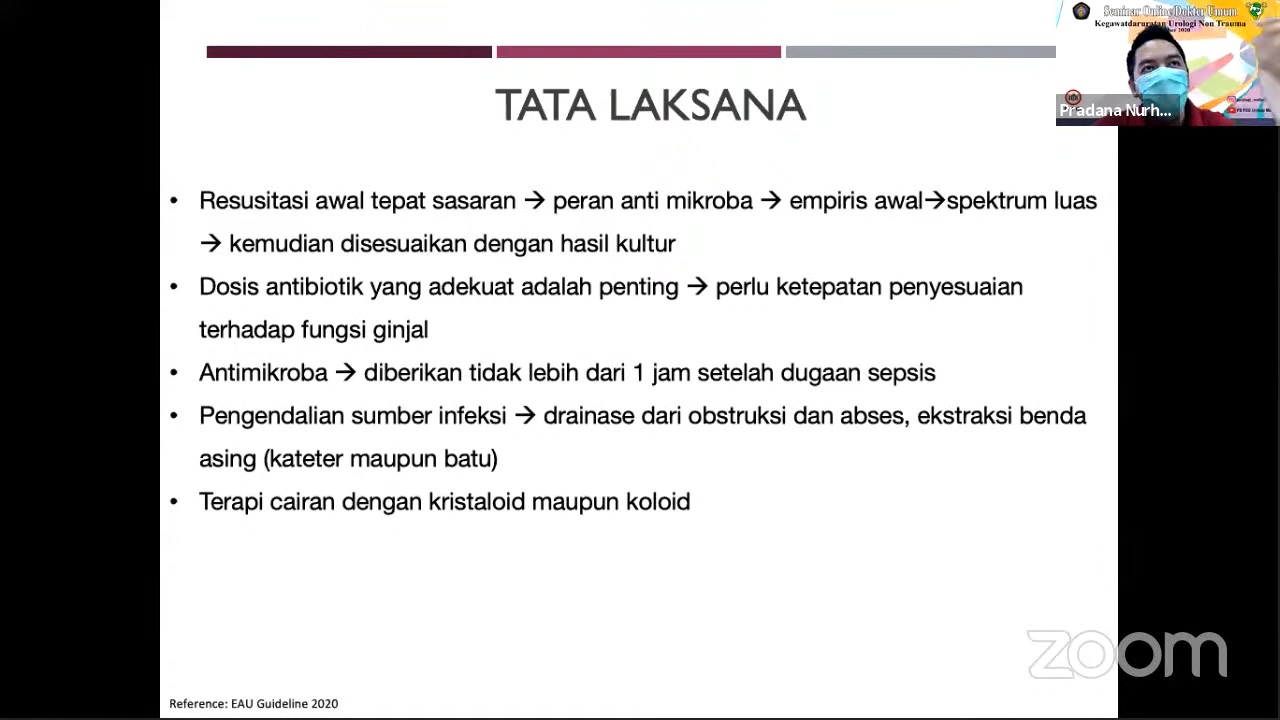 Seminar Online Dokter Umum
Kegawatdaruratan Urologi Non Trauma
2020
Pradana Nurh...
TATA LAKSANA
• Resusitasi awal tepat sasaran → peran anti mikroba → empiris awal→spektrum luas
→ kemudian disesuaikan dengan hasil kultur
• Dosis antibiotik yang adekuat adalah penting → perlu ketepatan penyesuaian
terhadap fungsi ginjal
• Antimikroba → diberikan tidak lebih dari 1 jam setelah dugaan sepsis
• Pengendalian sumber infeksi → drainase dari obstruksi dan abses, ekstraksi benda
asing (kateter maupun batu)
• Terapi cairan dengan kristaloid maupun koloid
zoom
Reference: EAU Guideline 2020